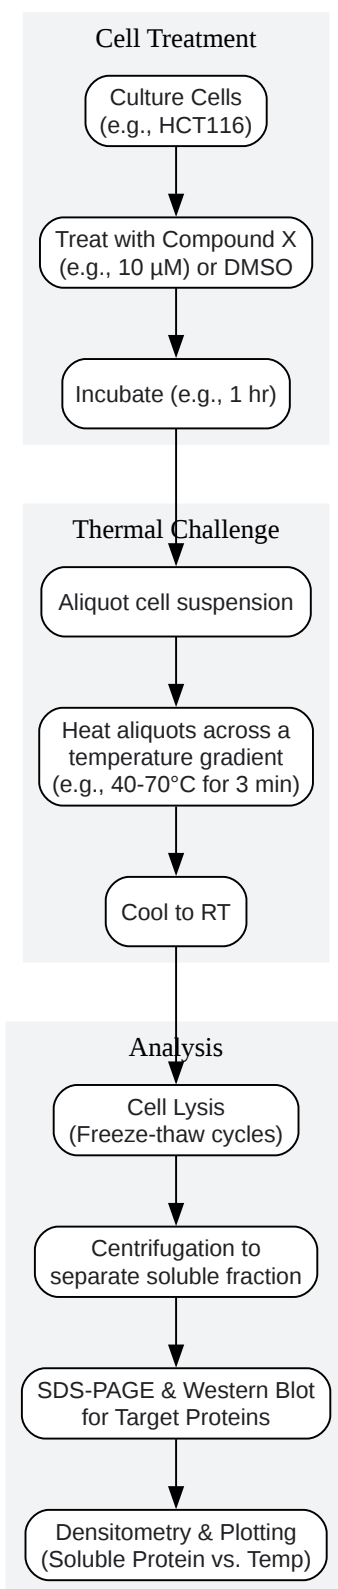 Cell Treatment
Culture Cells
(e.g., HCT116)
Treat with Compound X
(e.g., 10 µM) or DMSO
Incubate (e.g., 1 hr)
Thermal Challenge
Aliquot cell suspension
Heat aliquots across a
temperature gradient
(e.g., 40-70°C for 3 min)
Cool to RT
Analysis
Cell Lysis
(Freeze-thaw cycles)
Centrifugation to
separate soluble fraction
SDS-PAGE & Western Blot
for Target Proteins
Densitometry & Plotting
(Soluble Protein vs. Temp)